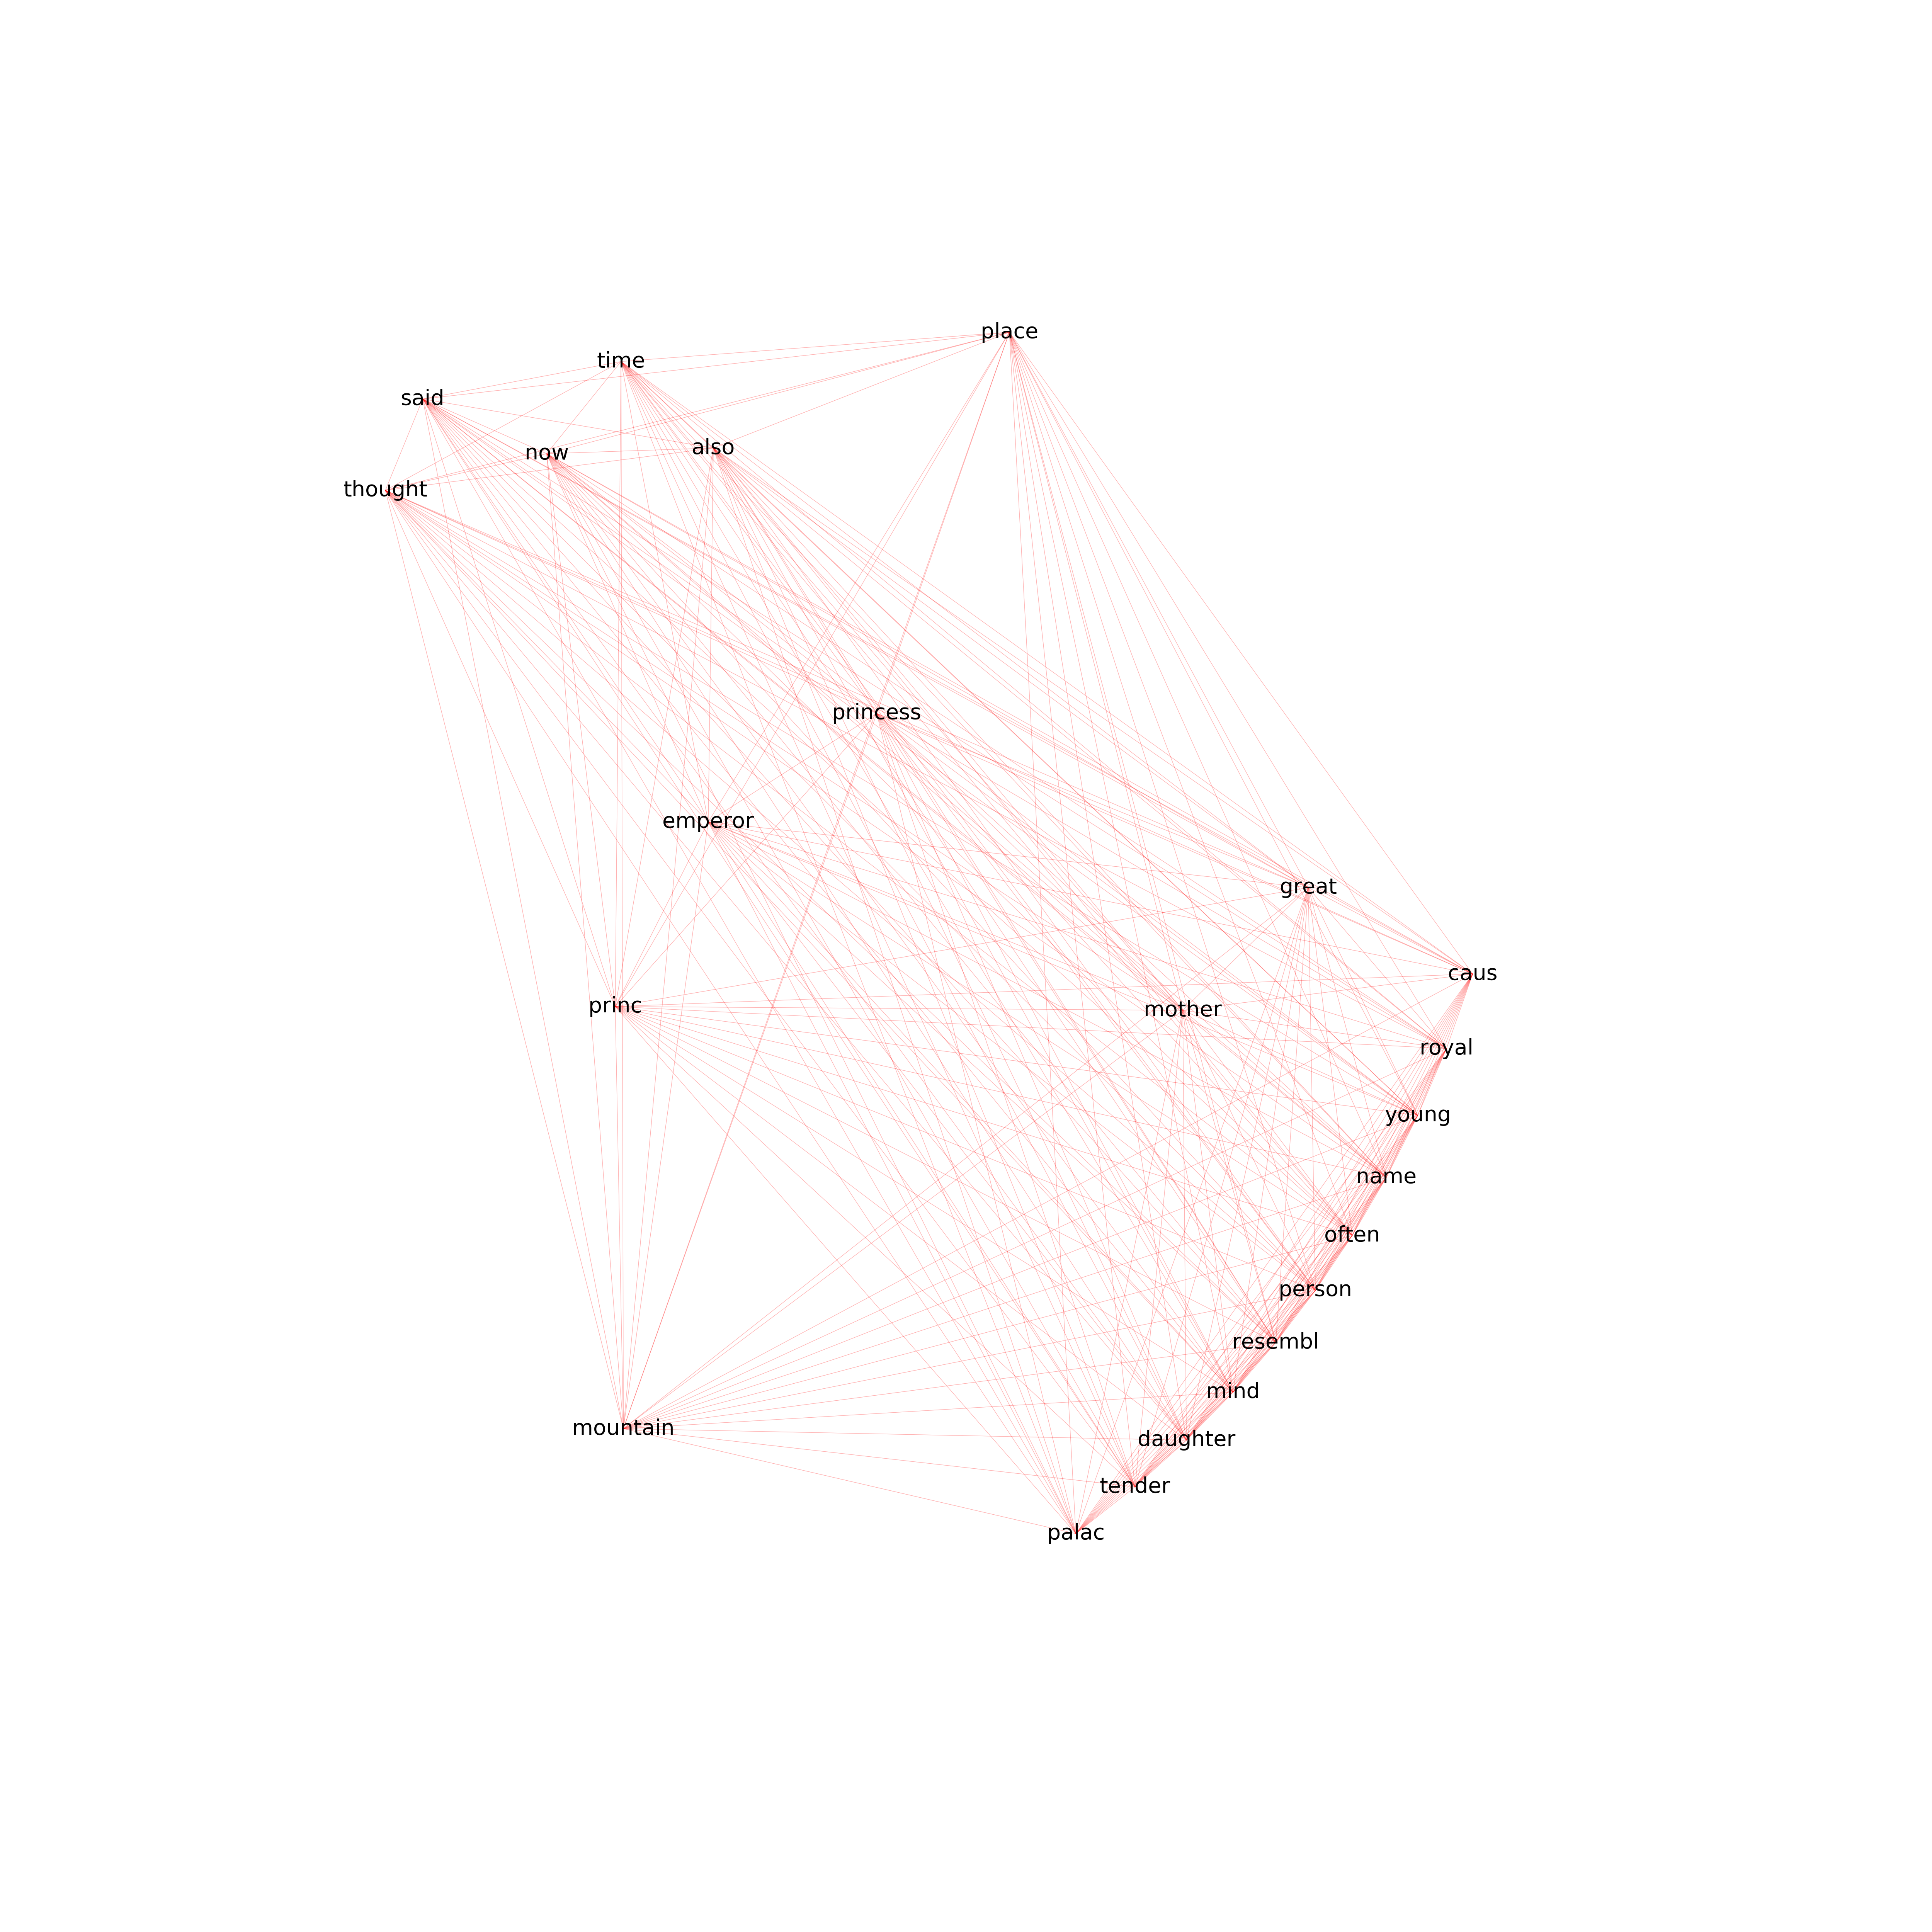 place
time
said
also
now
thought
princess
emperor
great
caus
princ
mother
royal
young
name
often
person
resembl
mind
mountain
daughter
tender
palac